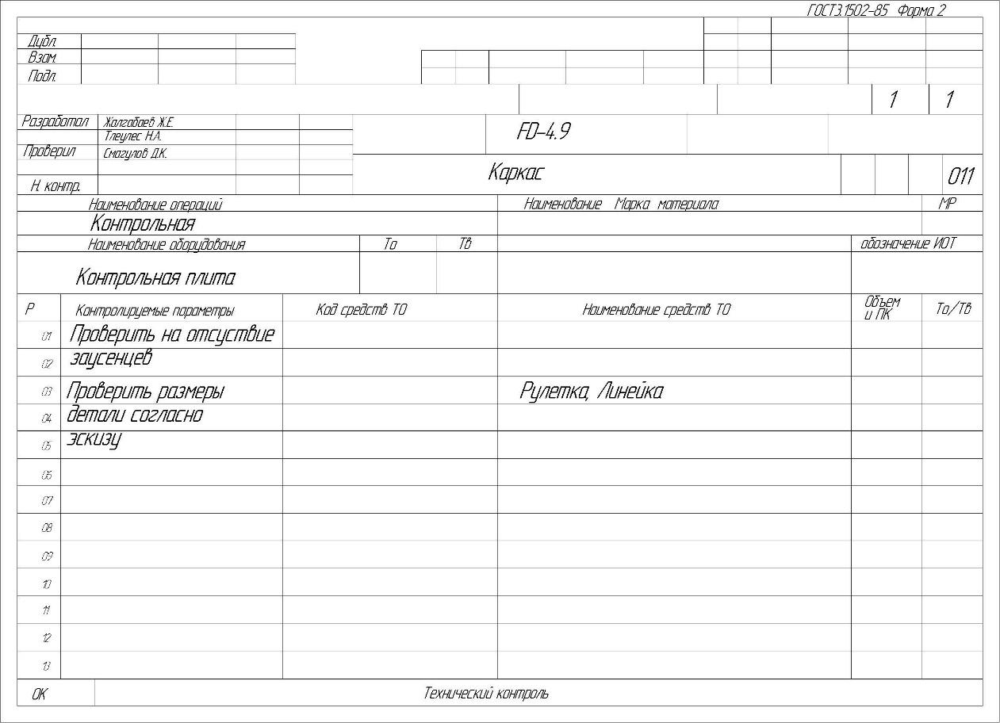 ГОСТ3.1502-85 Форма 2
Дубл.
Взам.
Подл.
1 1
Разработал Жалгабаев Ж.Е.
Тлеулес Н.А.
FD-4.9
Проверил Смагулов Д.К.
Каркас 011
Н. контр.
Наименование операций Наименование Марка материала МР
Контрольная
Наименование оборудования То Тв обозначение ИОТ
Контрольная плита
Р Контролируемые параметры Код средств ТО Наименование средств ТО Объем и ПК То/Тв
01 Проверить на отсуствие
02 заусенцев
03 Проверить размеры Рулетка, Линейка
04 детали согласно
05 эскизу
06
07
08
09
10
11
12
13
ОК Технический контроль